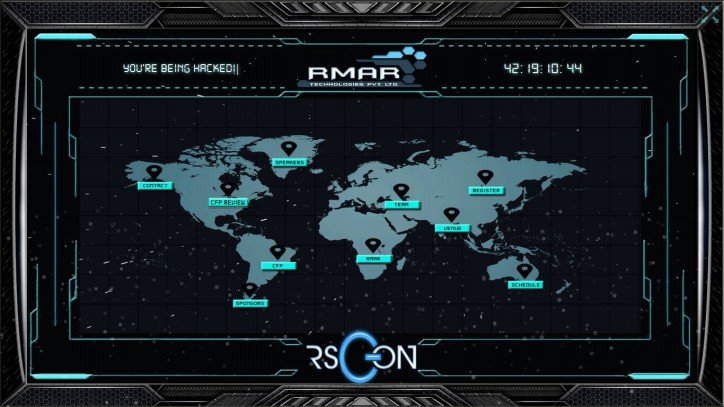 YOU'RE BEING HACKED!|
RMAR
TECHNOLOGIES PVT. LTD.
42:19:10:44
SPEAKERS
CONTACT
CFP REVIEW
REGISTER
TEAM
VENUE
CFP
RMAR
SCHEDULE
SPONSORS
RSCON